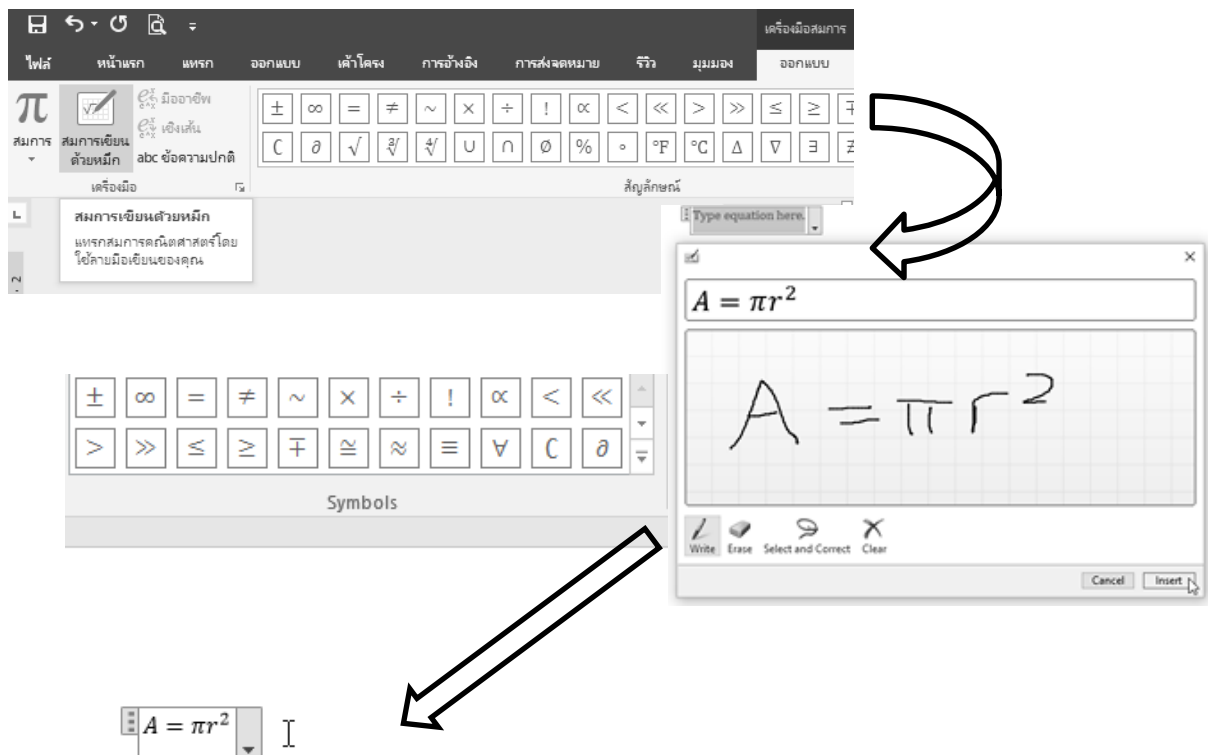 เครื่องมือสมการ
ไฟล์ หน้าแรก แทรก ออกแบบ เค้าโครง การอ้างอิง การส่งจดหมาย รีวิว มุมมอง ออกแบบ
π √x eˣ มืออาชีพ ± ∞ = ≠ ~ × ÷ ! ∝ < ≪ > ≫ ≤ ≥ ∓
สมการ สมการเขียนด้วยหมึก eˣ เชิงเส้น
abc ข้อความปกติ ∁ ∂ √ ∛ ∜ ∪ ∩ ∅ % ° °F °C ∆ ∇ ∃ ∄
เครื่องมือ สัญลักษณ์
L
สมการเขียนด้วยหมึก
แทรกสมการคณิตศาสตร์โดย
ใช้ลายมือเขียนของคุณ
2
Type equation here.
A = πr²
A = πr²
Write Erase Select and Correct Clear
Cancel Insert
± ∞ = ≠ ~ × ÷ ! ∝ < ≪
> ≫ ≤ ≥ ∓ ≅ ≈ ≡ ∀ ∁ ∂
Symbols
A = πr²